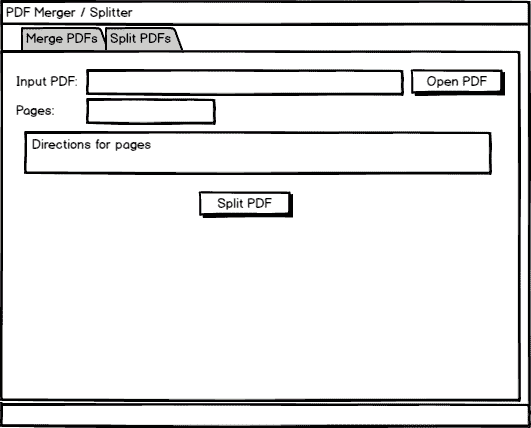 PDF Merger / Splitter
Merge PDFs Split PDFs
Input PDF: Open PDF
Pages:
Directions for pages
Split PDF